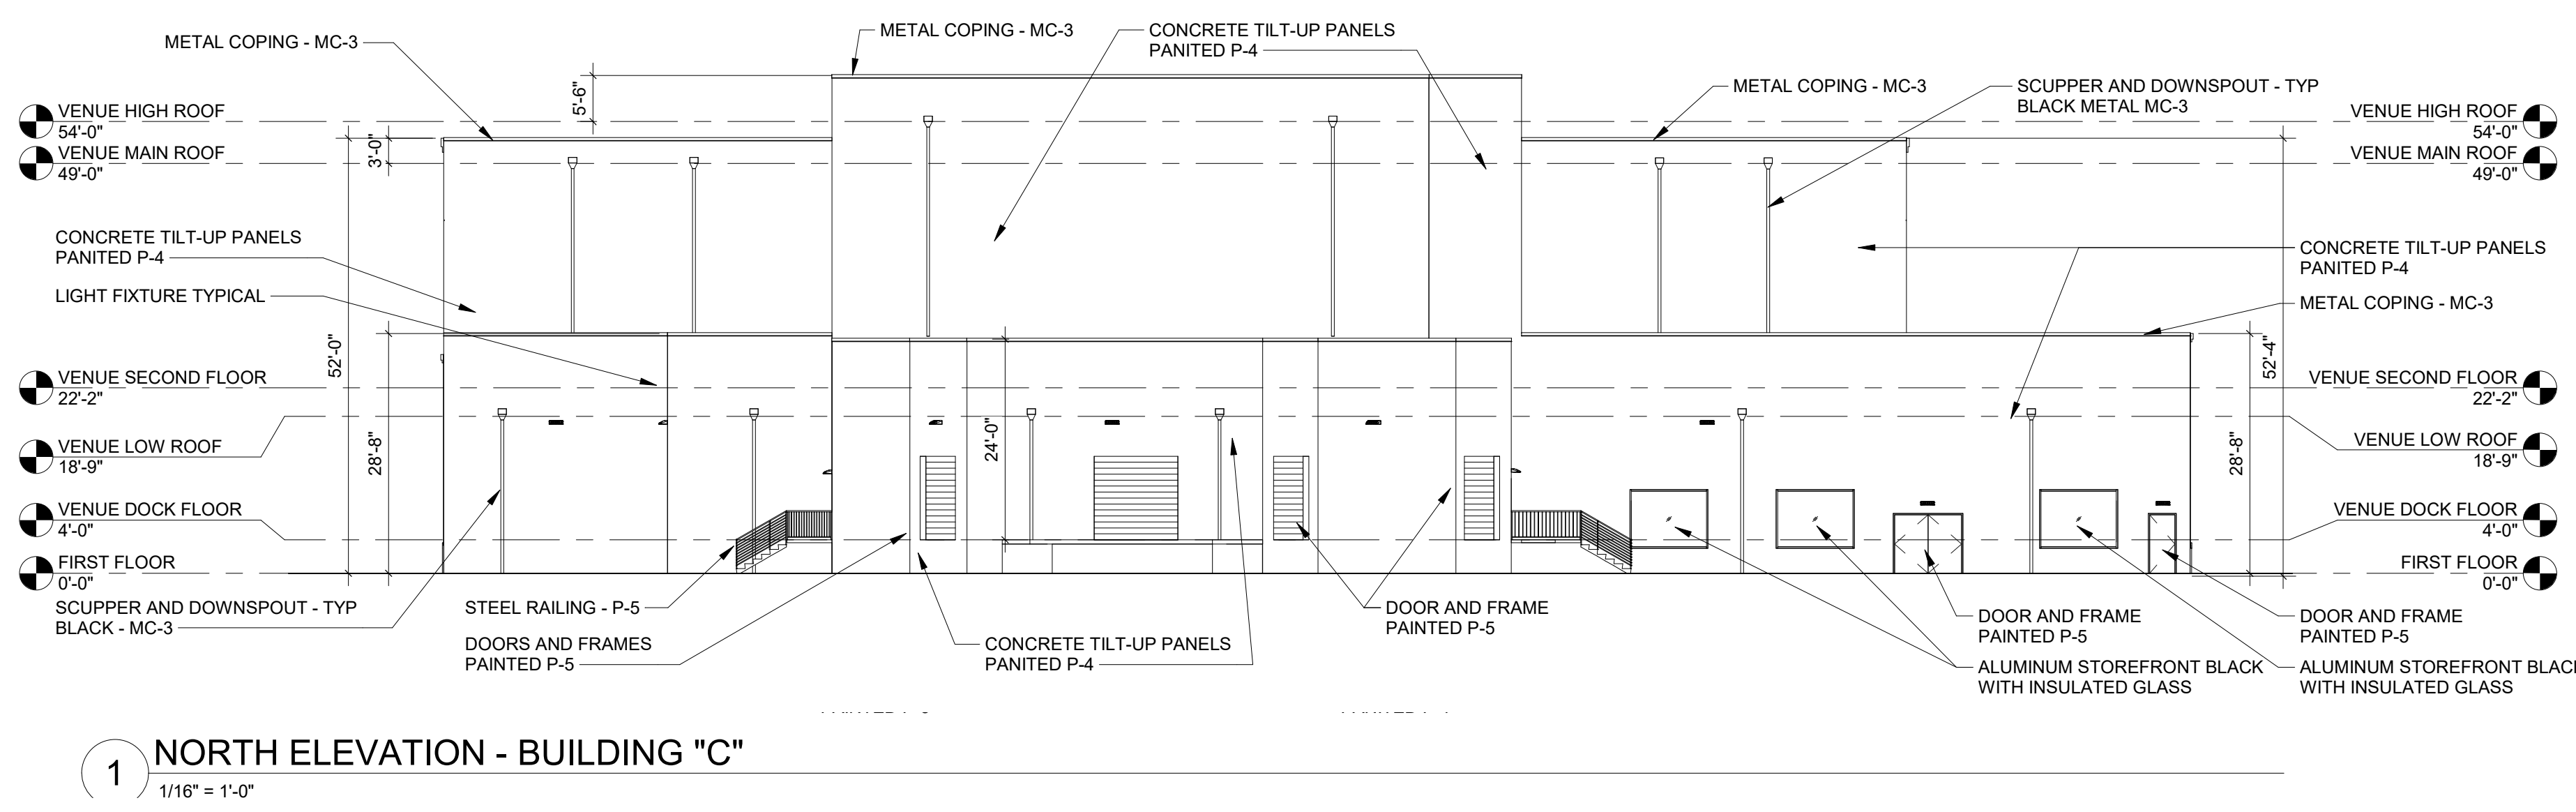 METAL COPING - MC-3
METAL COPING - MC-3
CONCRETE TILT-UP PANELS
PANITED P-4
METAL COPING - MC-3
SCUPPER AND DOWNSPOUT - TYP
BLACK METAL MC-3
5'-6"
3'-0"
VENUE HIGH ROOF
54'-0"
VENUE MAIN ROOF
49'-0"
VENUE HIGH ROOF
54'-0"
VENUE MAIN ROOF
49'-0"
CONCRETE TILT-UP PANELS
PANITED P-4
LIGHT FIXTURE TYPICAL
CONCRETE TILT-UP PANELS
PANITED P-4
METAL COPING - MC-3
52'-0"
28'-8"
24'-0"
52'-4"
28'-8"
VENUE SECOND FLOOR
22'-2"
VENUE LOW ROOF
18'-9"
VENUE DOCK FLOOR
4'-0"
FIRST FLOOR
0'-0"
VENUE SECOND FLOOR
22'-2"
VENUE LOW ROOF
18'-9"
VENUE DOCK FLOOR
4'-0"
FIRST FLOOR
0'-0"
SCUPPER AND DOWNSPOUT - TYP
BLACK - MC-3
STEEL RAILING - P-5
DOORS AND FRAMES
PAINTED P-5
CONCRETE TILT-UP PANELS
PANITED P-4
DOOR AND FRAME
PAINTED P-5
DOOR AND FRAME
PAINTED P-5
ALUMINUM STOREFRONT BLACK
WITH INSULATED GLASS
DOOR AND FRAME
PAINTED P-5
ALUMINUM STOREFRONT BLAC
WITH INSULATED GLASS
1
NORTH ELEVATION - BUILDING "C"
1/16" = 1'-0"